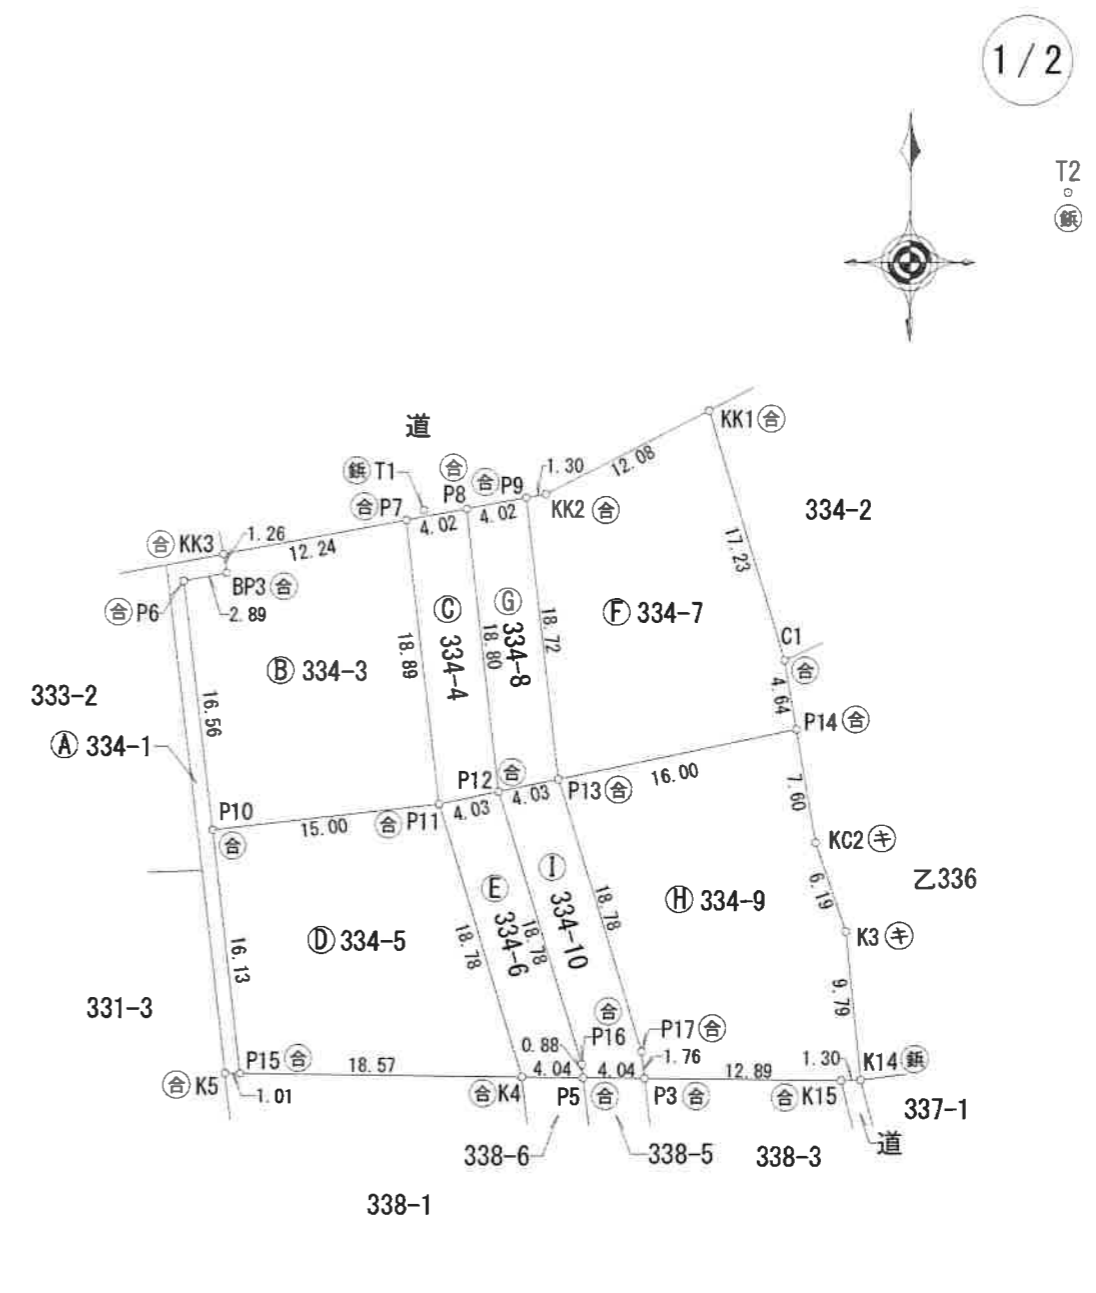 1/2
T2
鋲
道
KK1 合
鋲 T1
合
合 P9
P8
1.30
12.08
合 P7
4.02
4.02
KK2 合
334-2
合 KK3
1.26
12.24
17.23
BP3 合
合 P6
2.89
Ⓒ 334-4
Ⓖ 334-8
18.89
18.80
18.72
Ⓕ 334-7
C1
合
4.64
Ⓑ 334-3
333-2
16.56
Ⓐ 334-1
P14 合
P12 合
16.00
P13 合
7.60
P10
合
15.00
合 P11
4.03
4.03
KC2 キ
乙336
6.19
Ⓔ 334-6
Ⓘ 334-10
18.78
18.78
18.78
Ⓗ 334-9
K3 キ
Ⓓ 334-5
16.13
9.79
331-3
合
P16
P17 合
0.88
1.76
1.30
K14 鋲
P15 合
18.57
4.04
4.04
12.89
合 K5
1.01
合 K4
P5 合
P3 合
合 K15
337-1
道
338-6
338-5
338-3
338-1